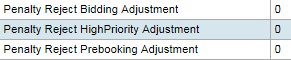 Penalty Reject Bidding Adjustment 0
Penalty Reject HighPriority Adjustment 0
Penalty Reject Prebooking Adjustment 0